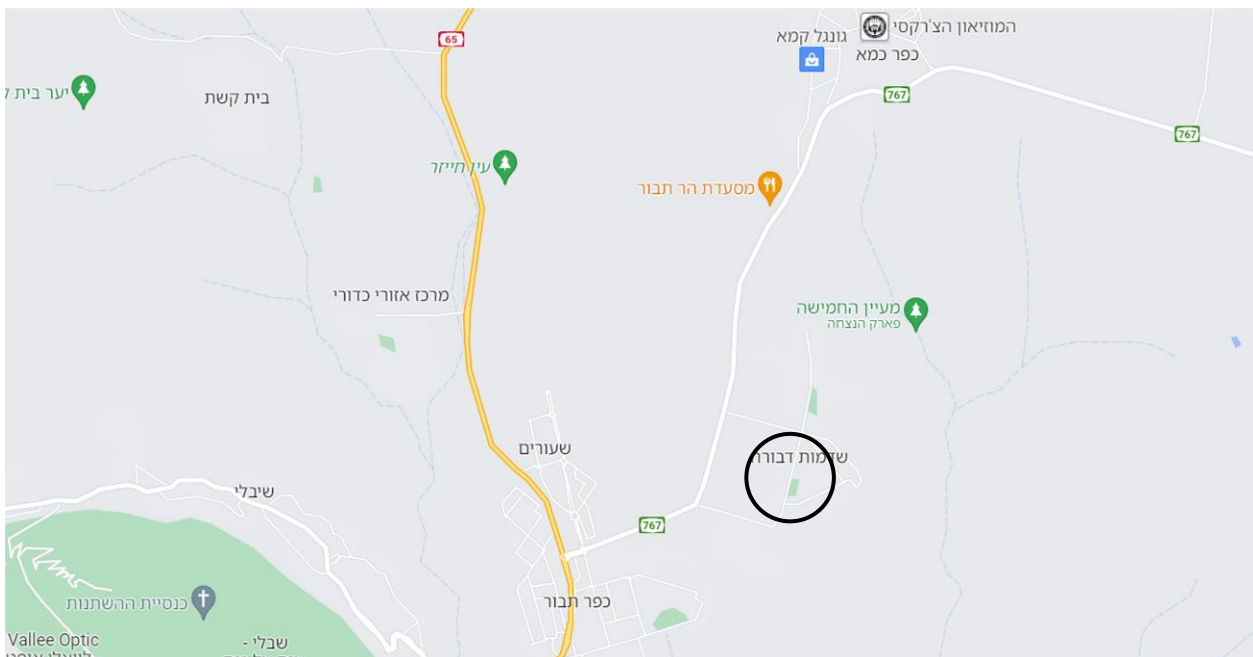 המוזיאון הצ'רקסי
גונגל קמא
כפר כמא
65
767
767
יער בית ק
בית קשת
עין חייזר
מסעדת הר תבור
מרכז אזורי כדורי
מעיין החמישה
פארק הנצחה
שעורים
שדמות דבורה
שיבלי
767
כנסיית ההשתנות
כפר תבור
Vallee Optic
שבלי -